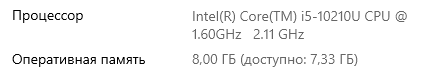 Процессор Intel(R) Core(TM) i5-10210U CPU @
1.60GHz 2.11 GHz
Оперативная память 8,00 ГБ (доступно: 7,33 ГБ)